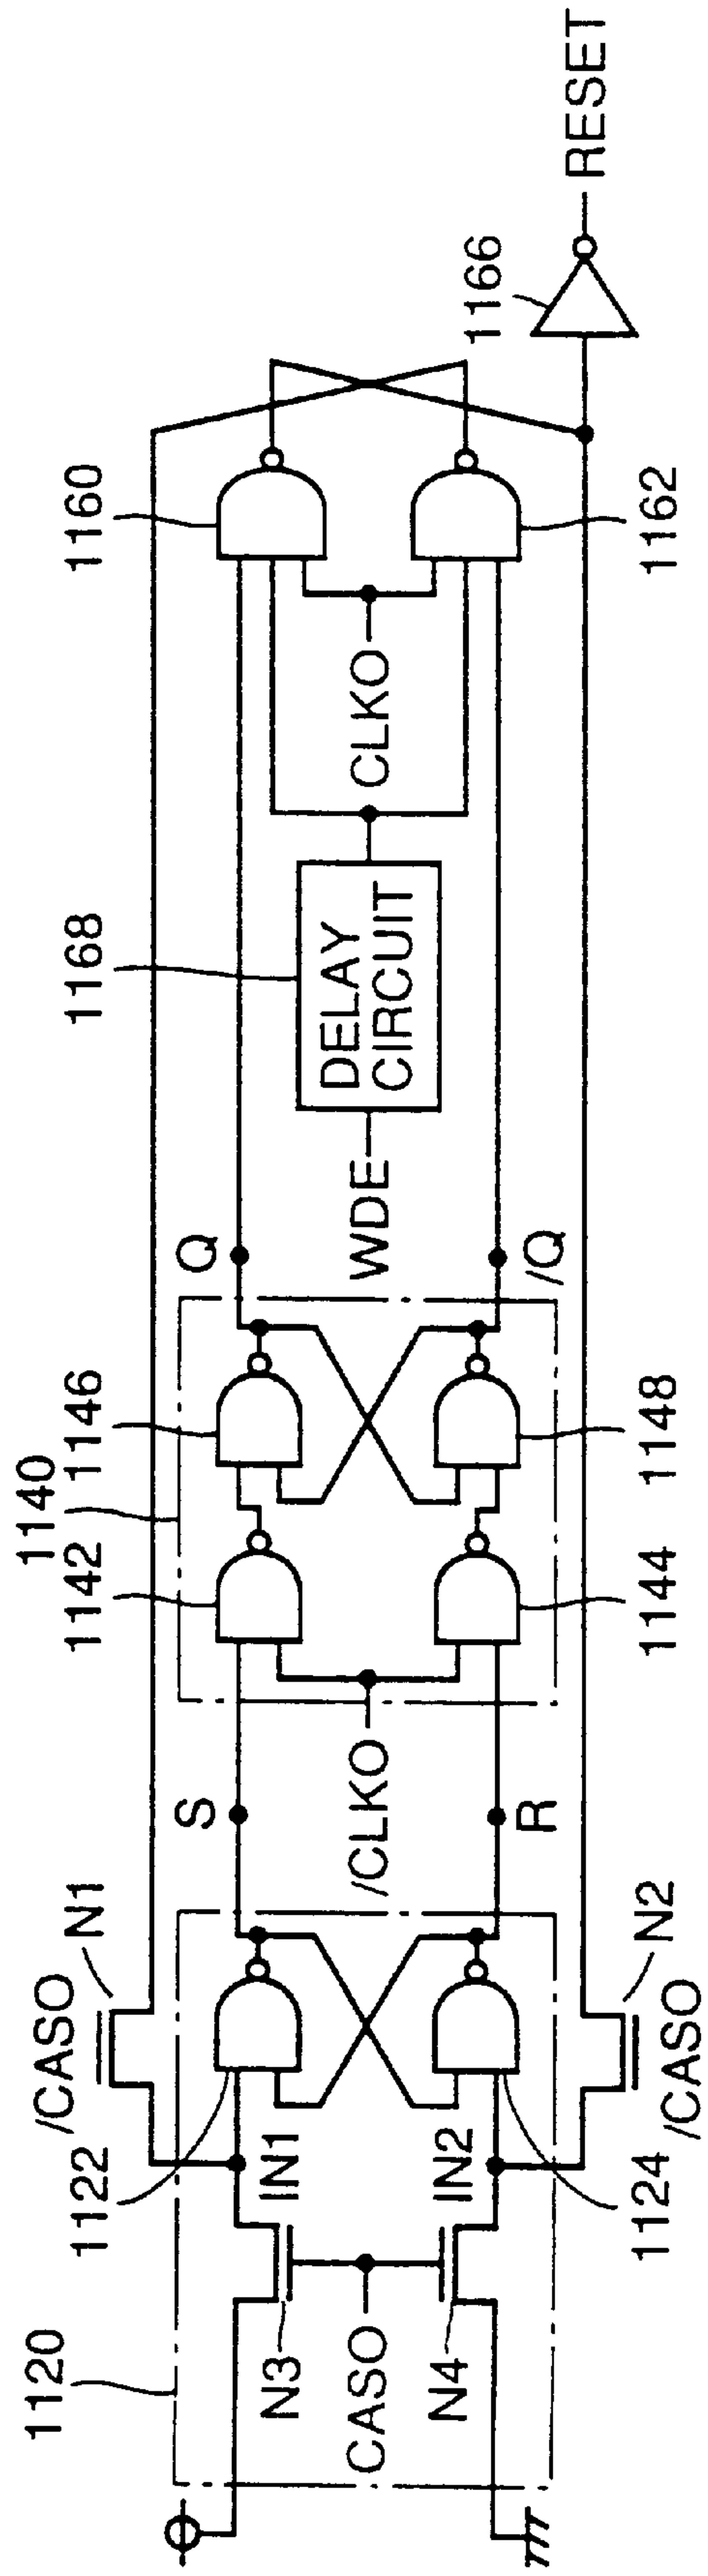 1120
N3
CASO
N4
1122
IN1
IN2
1124
/CASO
N1
N2
/CASO
S
R
/CLKO
1140
1142
1146
1144
1148
Q
/Q
WDE
1168
DELAY
CIRCUIT
CLKO
1160
1162
1166
RESET